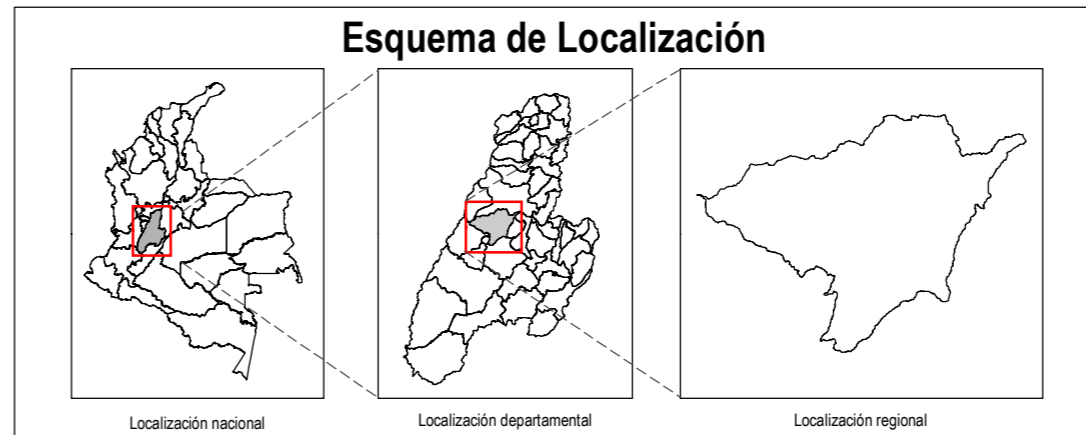 Esquema de Localización
Localización nacional
Localización departamental
Localización regional